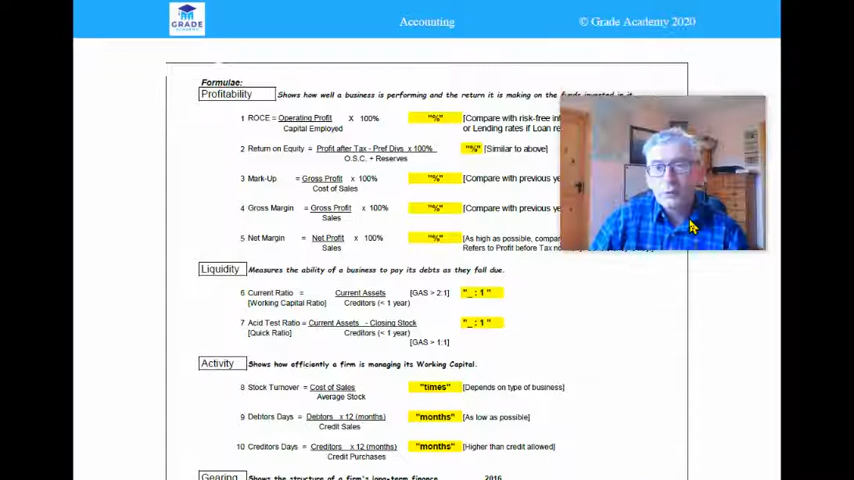 GRADE
ACADEMY
Accounting
© Grade Academy 2020
Formulae:
Profitability Shows how well a business is performing and the return it is making on the funds invested in it.
1 ROCE = Operating Profit X 100% "%" [Compare with risk-free in
Capital Employed or Lending rates if Loan re
2 Return on Equity = Profit after Tax - Pref Divs x 100% "%" [Similar to above]
O.S.C. + Reserves
3 Mark-Up = Gross Profit x 100% "%" [Compare with previous ye
Cost of Sales
4 Gross Margin = Gross Profit x 100% "%" [Compare with previous ye
Sales
5 Net Margin = Net Profit x 100% "%" [As high as possible, compa
Sales Refers to Profit before Tax no
Liquidity Measures the ability of a business to pay its debts as they fall due.
6 Current Ratio = Current Assets [GAS > 2:1] "_ : 1 "
[Working Capital Ratio] Creditors (< 1 year)
7 Acid Test Ratio = Current Assets - Closing Stock "_ : 1 "
[Quick Ratio] Creditors (< 1 year)
[GAS > 1:1]
Activity Shows how efficiently a firm is managing its Working Capital.
8 Stock Turnover = Cost of Sales "times" [Depends on type of business]
Average Stock
9 Debtors Days = Debtors x 12 (months) "months" [As low as possible]
Credit Sales
10 Creditors Days = Creditors x 12 (months) "months" [Higher than credit allowed]
Credit Purchases
Gearing Shows the structure of a firm's long-term finance 2016